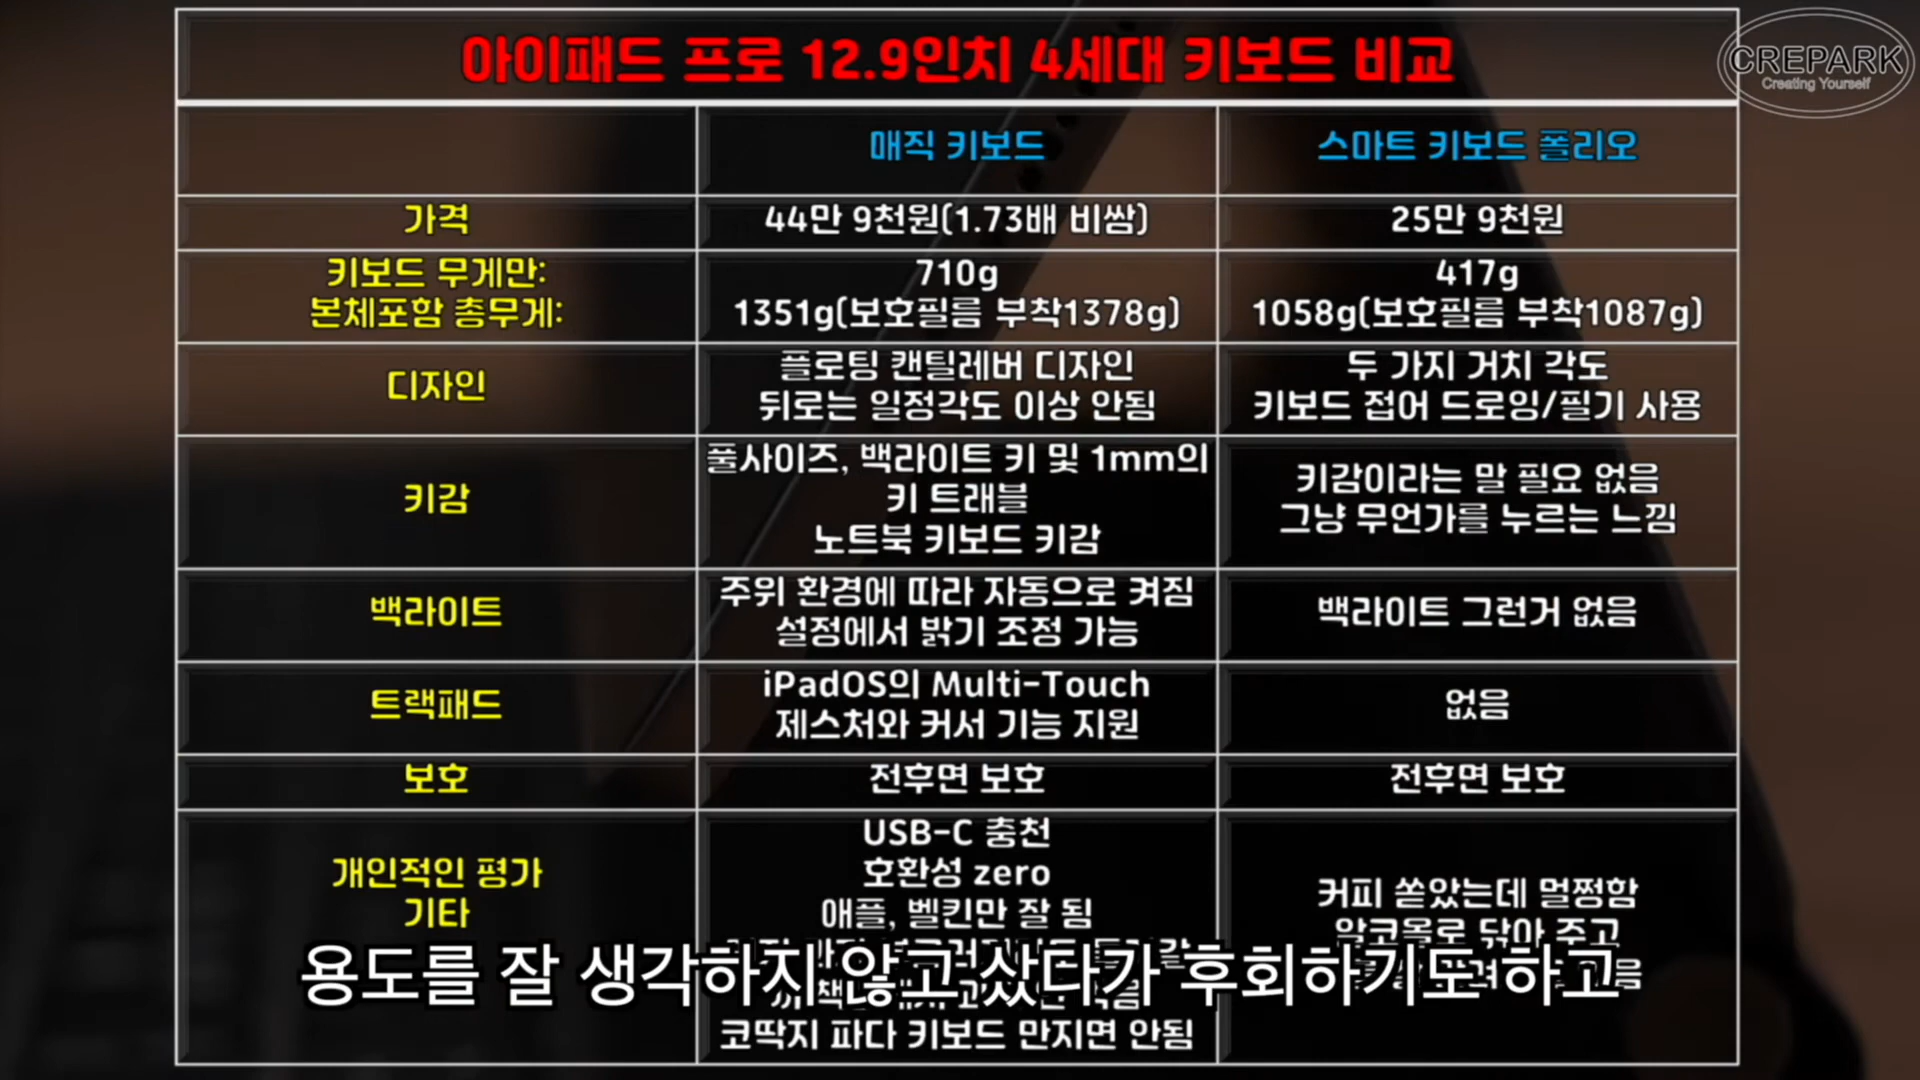 아이패드 프로 12.9인치 4세대 키보드 비교
CREPARK
Creating Yourself
매직 키보드
스마트 키보드 폴리오
가격
44만 9천원(1.73배 비쌈)
25만 9천원
키보드 무게만:
본체포함 총무게:
710g
1351g(보호필름 부착1378g)
417g
1058g(보호필름 부착1087g)
디자인
플로팅 캔틸레버 디자인
뒤로는 일정각도 이상 안됨
두 가지 거치 각도
키보드 접어 드로잉/필기 사용
키감
풀사이즈, 백라이트 키 및 1mm의
키 트래블
노트북 키보드 키감
키감이라는 말 필요 없음
그냥 무언가를 누르는 느낌
백라이트
주위 환경에 따라 자동으로 켜짐
설정에서 밝기 조정 가능
백라이트 그런거 없음
트랙패드
iPadOS의 Multi-Touch
제스처와 커서 기능 지원
없음
보호
전후면 보호
전후면 보호
개인적인 평가
기타
USB-C 충천
호환성 zero
애플, 벨킨만 잘 됨
코딱지 파다 키보드 만지면 안됨
커피 쏟았는데 멀쩡함
알코올로 닦아 주고
용도를 잘 생각하지 않고 샀다가 후회하기도 하고